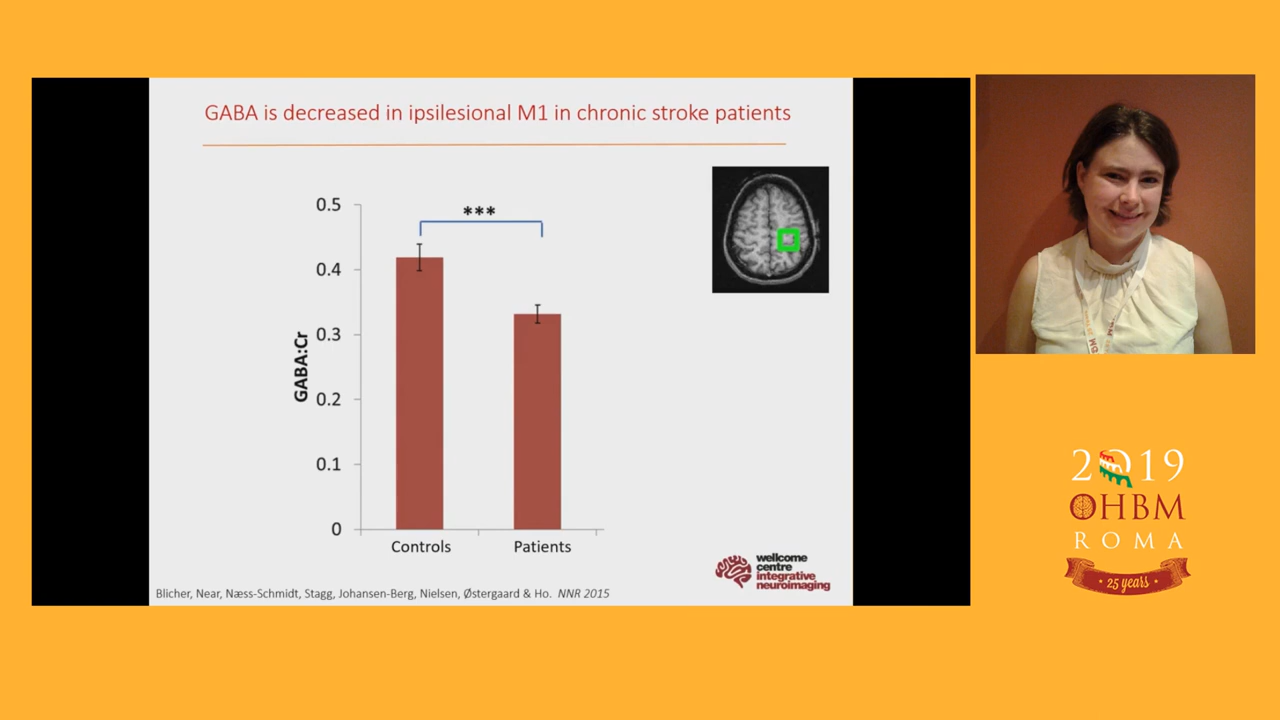 GABA is decreased in ipsilesional M1 in chronic stroke patients
0.5
0.4
0.3
0.2
0.1
0
GABA:Cr
***
Controls
Patients
wellcome
centre
integrative
neuroimaging
Blicher, Near, Næss-Schmidt, Stagg, Johansen-Berg, Nielsen, Østergaard & Ho. NNR 2015
2019
OHBM
ROMA
• 25 years •